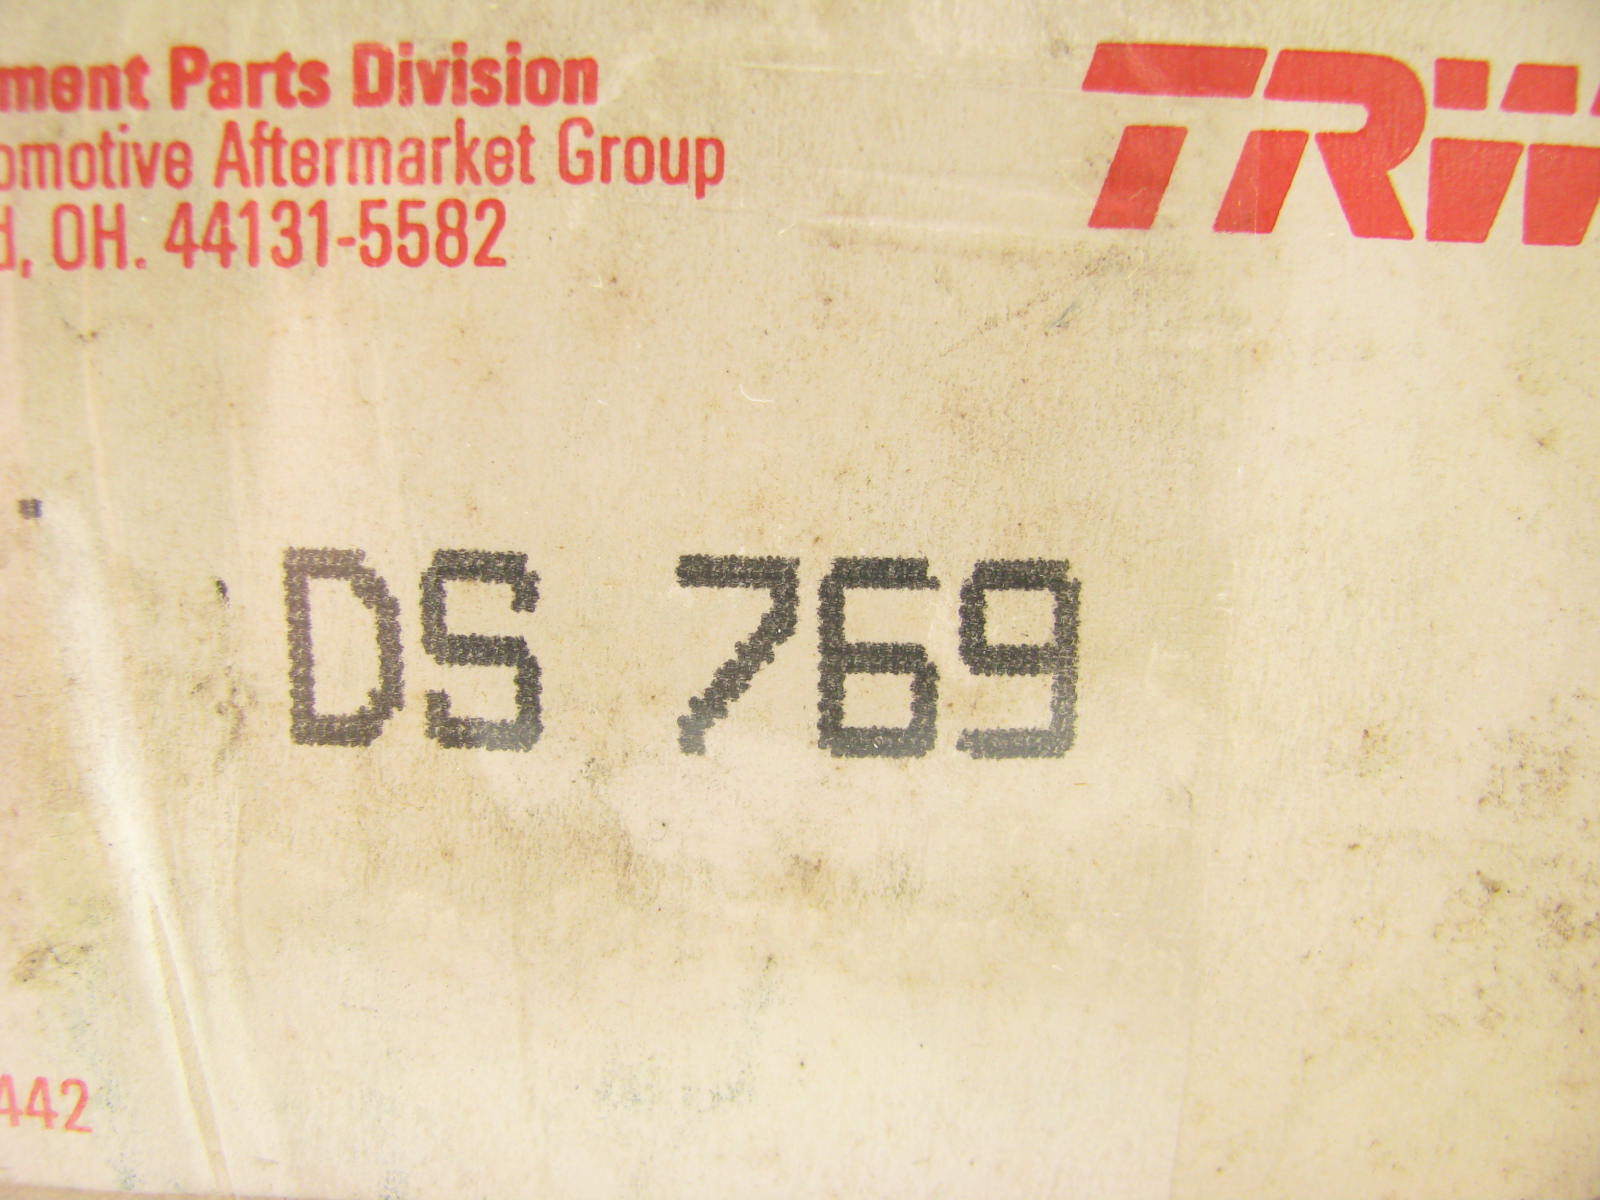 ment Parts Division
omotive Aftermarket Group
d, OH. 44131-5582
TRW
DS 769
442